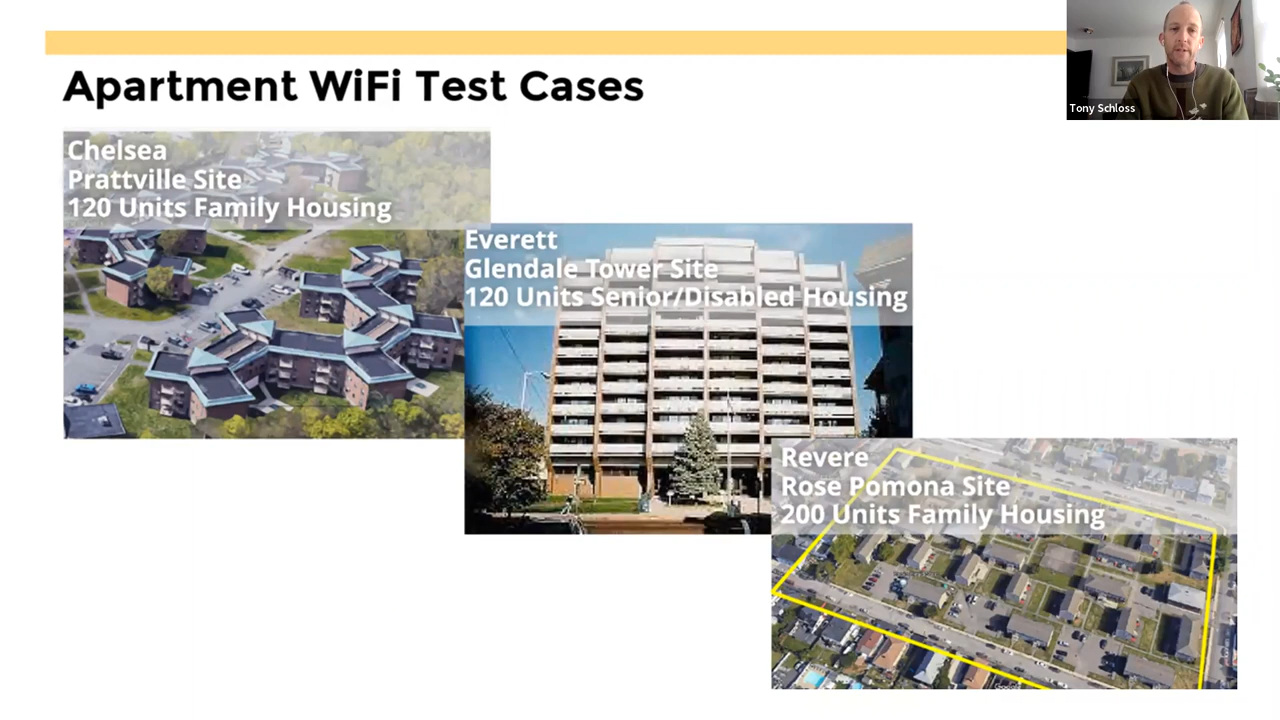 Apartment WiFi Test Cases
Tony Schloss
Chelsea
Prattville Site
120 Units Family Housing
Everett
Glendale Tower Site
120 Units Senior/Disabled Housing
Revere
Rose Pomona Site
200 Units Family Housing
Google